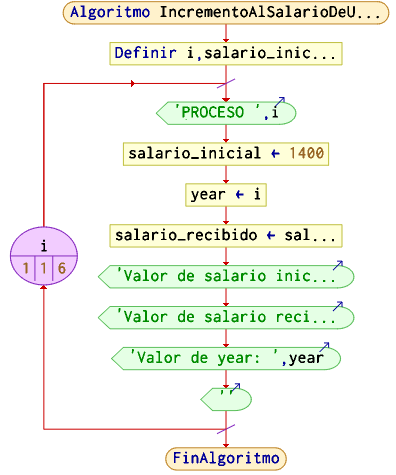 Algoritmo IncrementoAlSalarioDeU...
Definir i,salario_inic...
'PROCESO ',i
salario_inicial ← 1400
year ← i
salario_recibido ← sal...
i
1 1 6
'Valor de salario inic...
'Valor de salario reci...
'Valor de year: ',year
''
FinAlgoritmo